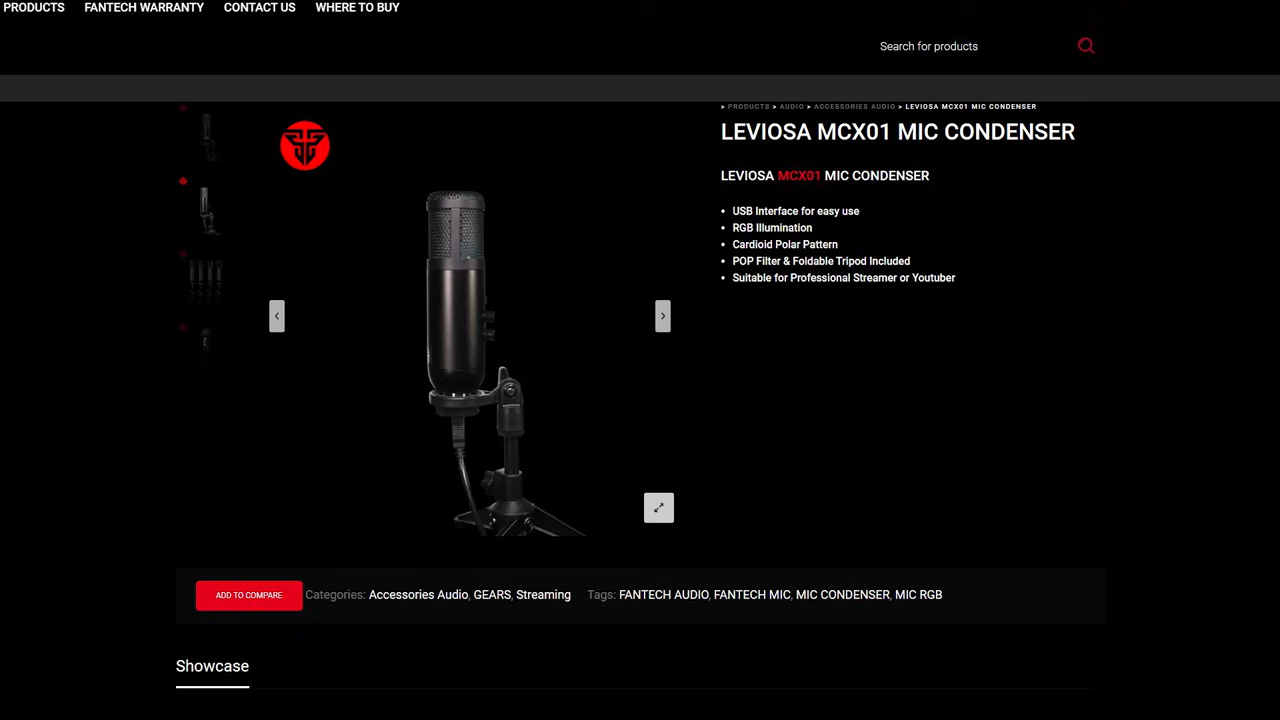 PRODUCTS FANTECH WARRANTY CONTACT US WHERE TO BUY
Search for products
> PRODUCTS > AUDIO > ACCESSORIES AUDIO > LEVIOSA MCX01 MIC CONDENSER
LEVIOSA MCX01 MIC CONDENSER
LEVIOSA MCX01 MIC CONDENSER
• USB Interface for easy use
• RGB Illumination
• Cardioid Polar Pattern
• POP Filter & Foldable Tripod Included
• Suitable for Professional Streamer or Youtuber
ADD TO COMPARE Categories: Accessories Audio, GEARS, Streaming Tags: FANTECH AUDIO, FANTECH MIC, MIC CONDENSER, MIC RGB
Showcase